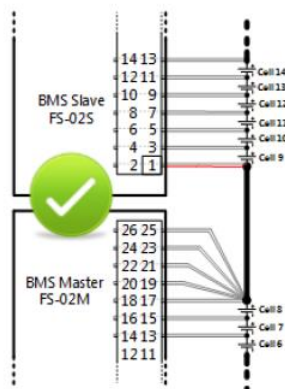 14 13
12 11
10 9
8 7
6 5
4 3
2 1
BMS Slave
FS-02S
Cell 14
Cell 13
Cell 12
Cell 11
Cell 10
Cell 9
26 25
24 23
22 21
20 19
18 17
16 15
14 13
12 11
BMS Master
FS-02M
Cell 8
Cell 7
Cell 6